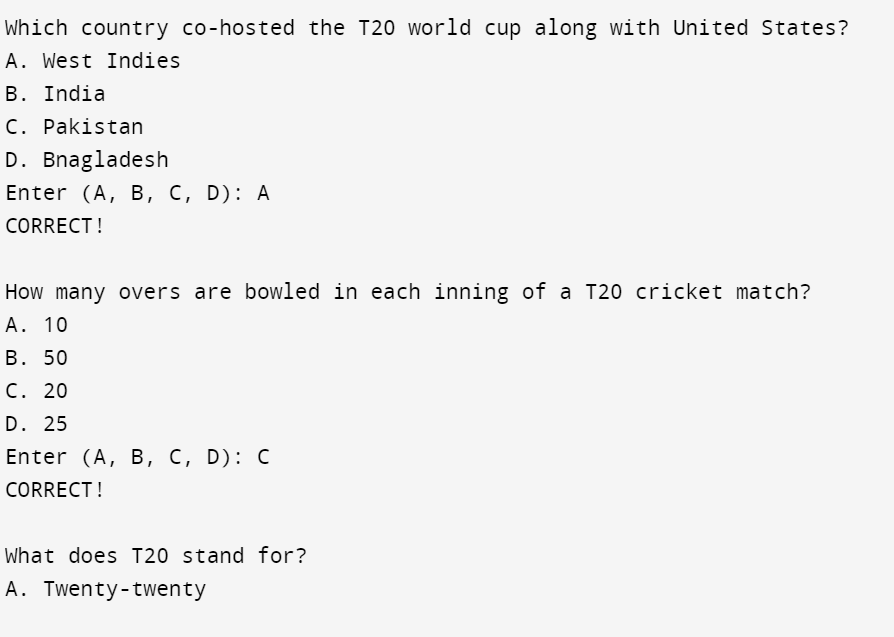 Which country co-hosted the T20 world cup along with United States?
A. West Indies
B. India
C. Pakistan
D. Bnagladesh
Enter (A, B, C, D): A
CORRECT!
How many overs are bowled in each inning of a T20 cricket match?
A. 10
B. 50
C. 20
D. 25
Enter (A, B, C, D): C
CORRECT!
What does T20 stand for?
A. Twenty-twenty